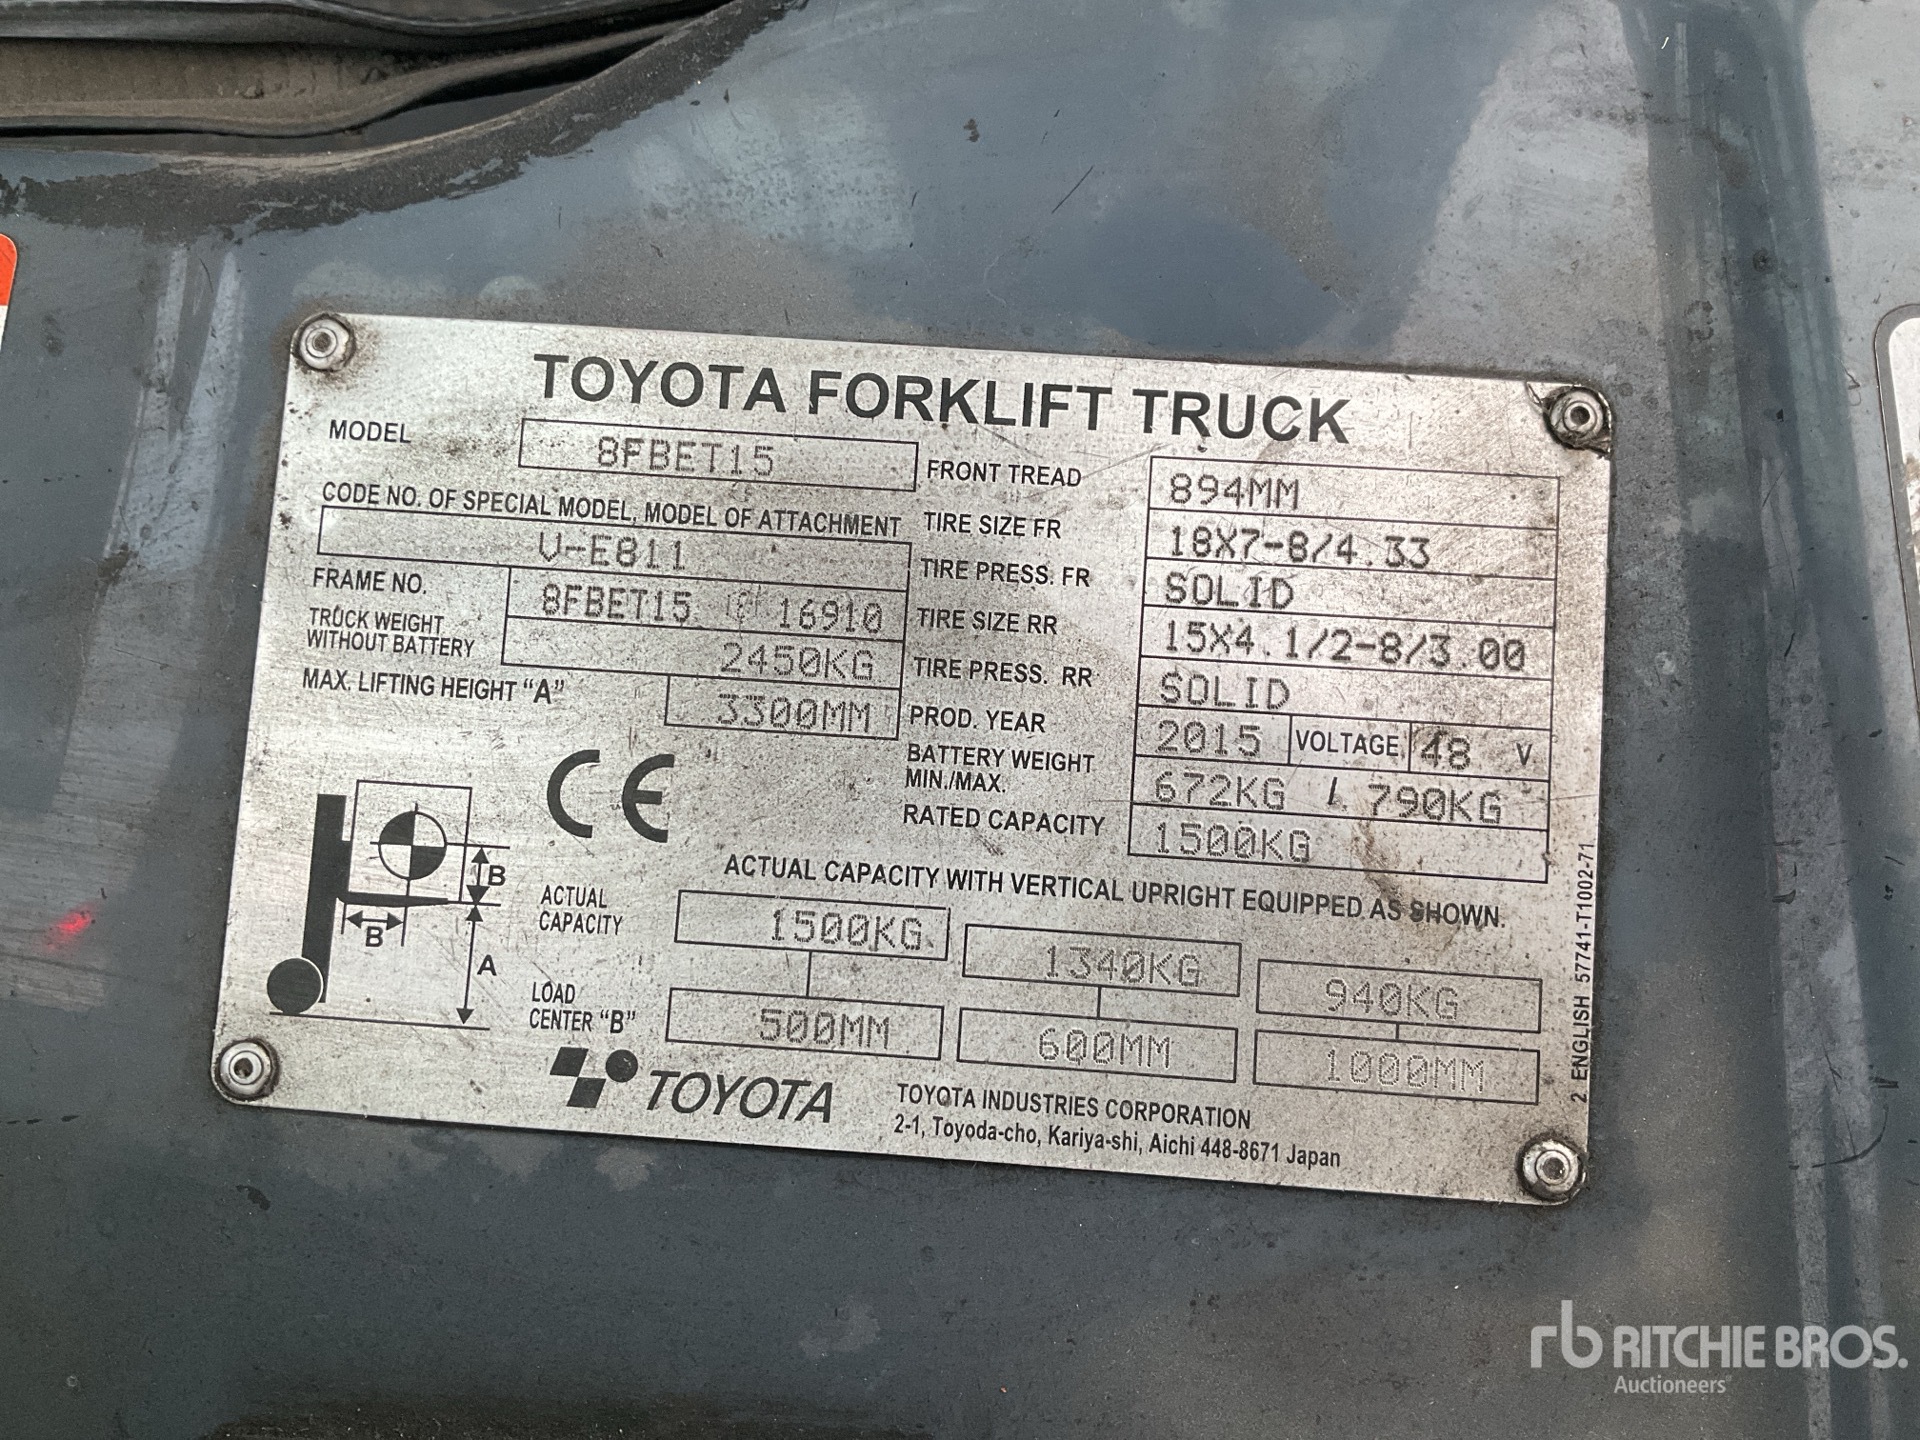 TOYOTA FORKLIFT TRUCK
MODEL 8FBET15
CODE NO. OF SPECIAL MODEL, MODEL OF ATTACHMENT
V-E811
FRAME NO. 8FBET15 16910
TRUCK WEIGHT WITHOUT BATTERY 2450KG
MAX. LIFTING HEIGHT "A" 3300MM
FRONT TREAD 894MM
TIRE SIZE FR 18X7-8/4.33
TIRE PRESS. FR SOLID
TIRE SIZE RR 15X4.1/2-8/3.00
TIRE PRESS. RR SOLID
PROD. YEAR 2015 VOLTAGE 48 V
BATTERY WEIGHT MIN./MAX. 672KG / 790KG
RATED CAPACITY 1500KG
CE
B
B
A
ACTUAL CAPACITY WITH VERTICAL UPRIGHT EQUIPPED AS SHOWN.
ACTUAL CAPACITY 1500KG 1340KG 940KG
LOAD CENTER "B" 500MM 600MM 1000MM
TOYOTA
TOYOTA INDUSTRIES CORPORATION
2-1, Toyoda-cho, Kariya-shi, Aichi 448-8671 Japan
2 ENGLISH 57741-T1002-71
rb RITCHIE BROS.
Auctioneers